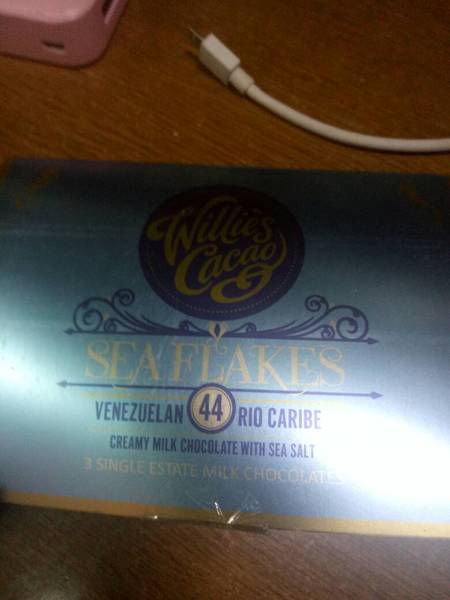 Willie's
Cacao
SEA FLAKES
VENEZUELAN 44 RIO CARIBE
CREAMY MILK CHOCOLATE WITH SEA SALT
3 SINGLE ESTATE MILK CHOCOLATES